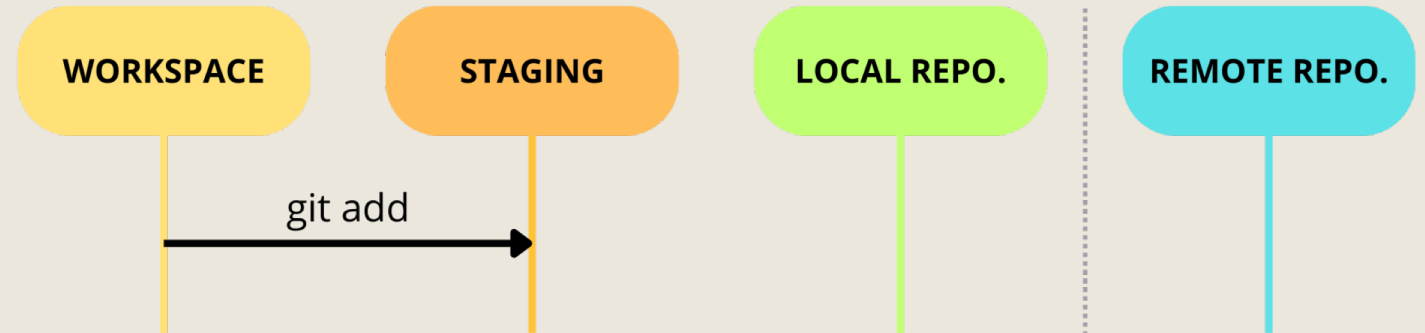 WORKSPACE
STAGING
LOCAL REPO.
REMOTE REPO.
git add